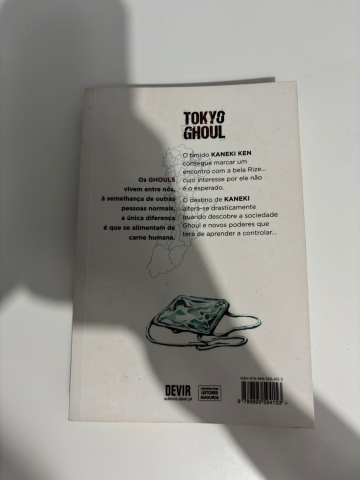 TOKYO
GHOUL
O tímido KANEKI KEN
consegue marcar um
encontro com a bela Rize...
cujo interesse por ele não
é o esperado.
Os GHOULS
vivem entre nós,
à semelhança de outras
pessoas normais,
a única diferença
é que se alimentam de
carne humana.
O destino de KANEKI
altera-se drasticamente
quando descobre a sociedade
Ghoul e novos poderes que
terá de aprender a controlar...
DEVIR
LEITORES
MADUROS